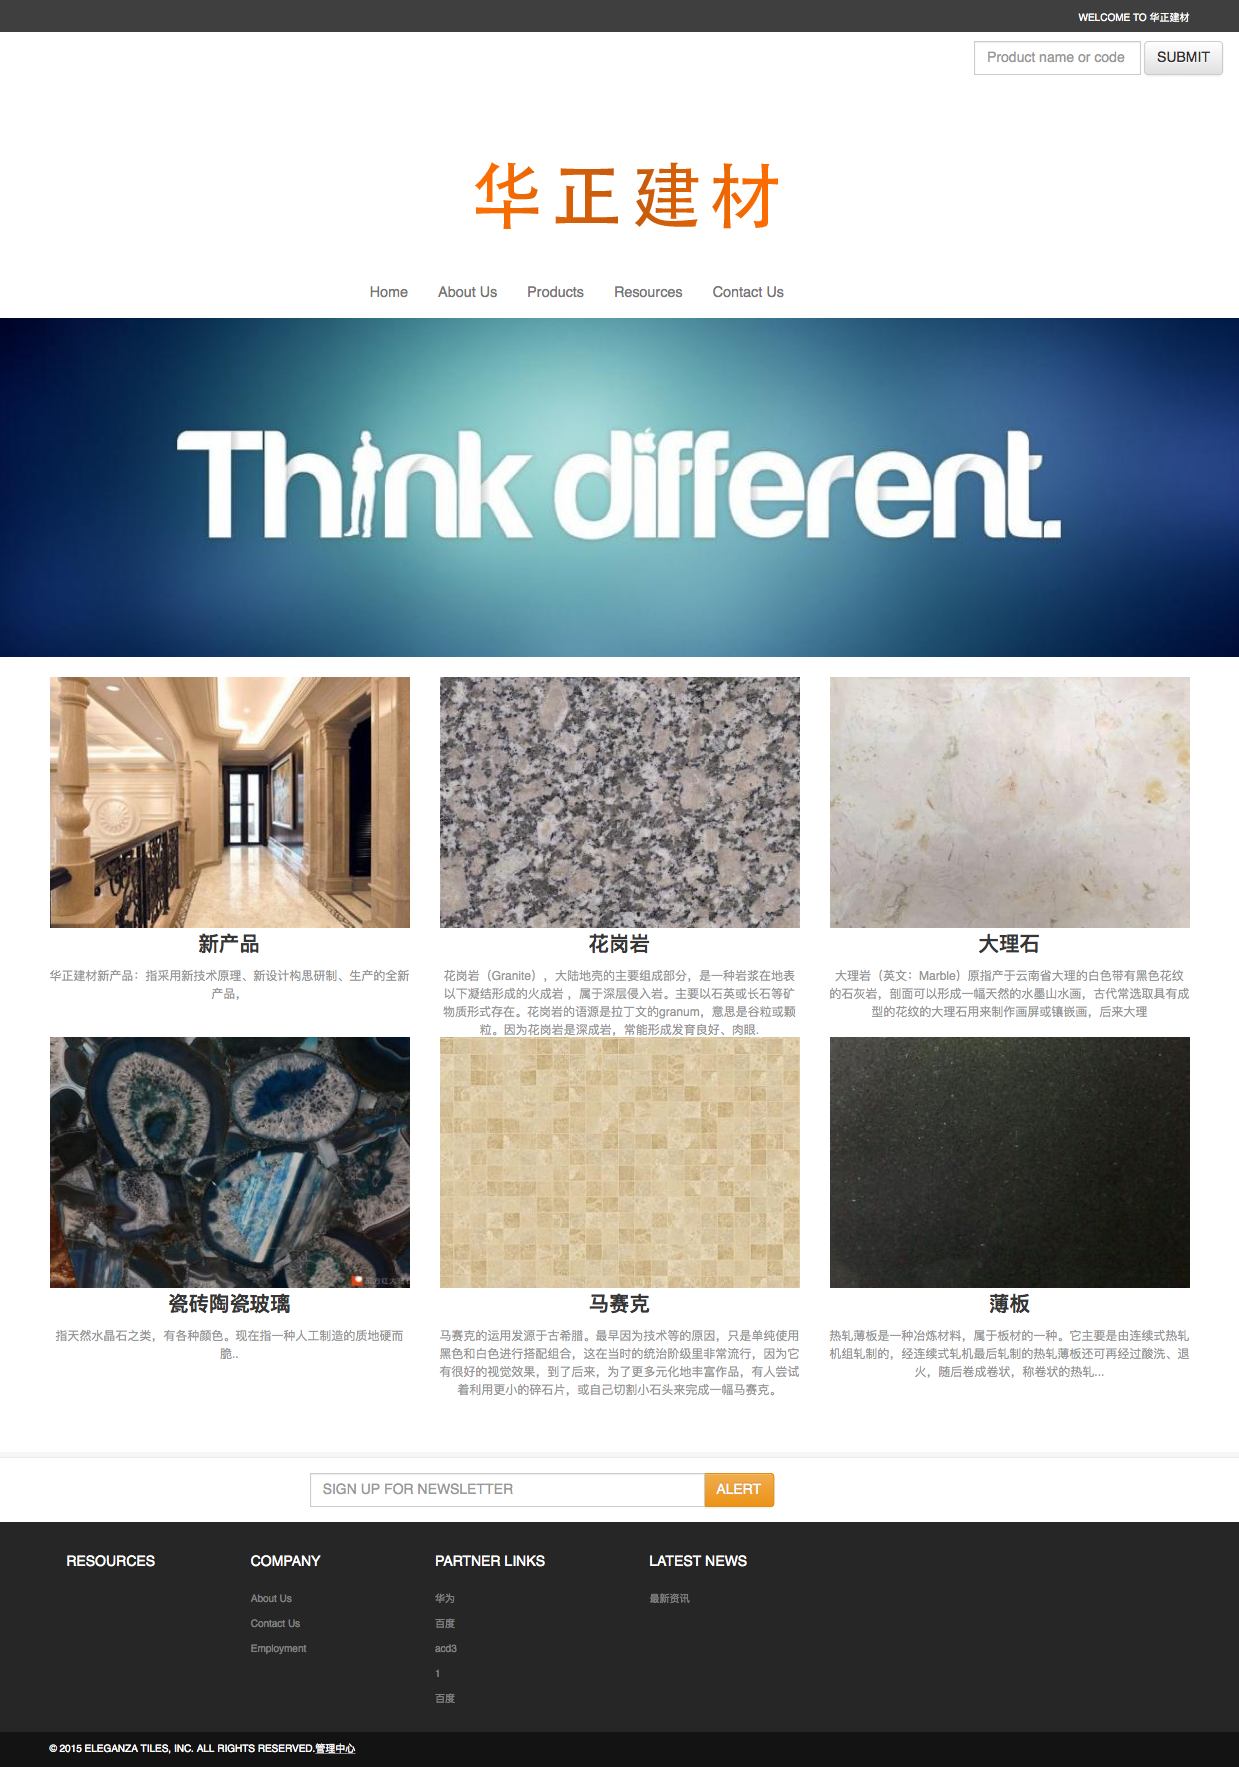 WELCOME TO 华正建材
Product name or code
SUBMIT
华正建材
Home
About Us
Products
Resources
Contact Us
Think different.
新产品
华正建材新产品：指采用新技术原理、新设计构思研制、生产的全新
产品，
花岗岩
花岗岩（Granite），大陆地壳的主要组成部分，是一种岩浆在地表
以下凝结形成的火成岩 ，属于深层侵入岩。主要以石英或长石等矿
物质形式存在。花岗岩的语源是拉丁文的granum，意思是谷粒或颗
粒。因为花岗岩是深成岩，常能形成发育良好、肉眼.
大理石
大理岩（英文：Marble）原指产于云南省大理的白色带有黑色花纹
的石灰岩，剖面可以形成一幅天然的水墨山水画，古代常选取具有成
型的花纹的大理石用来制作画屏或镶嵌画，后来大理
瓷砖陶瓷玻璃
指天然水晶石之类，有各种颜色。现在指一种人工制造的质地硬而
脆..
马赛克
马赛克的运用发源于古希腊。最早因为技术等的原因，只是单纯使用
黑色和白色进行搭配组合，这在当时的统治阶级里非常流行，因为它
有很好的视觉效果，到了后来，为了更多元化地丰富作品，有人尝试
着利用更小的碎石片，或自己切割小石头来完成一幅马赛克。
薄板
热轧薄板是一种冶炼材料，属于板材的一种。它主要是由连续式热轧
机组轧制的，经连续式轧机最后轧制的热轧薄板还可再经过酸洗、退
火，随后卷成卷状，称卷状的热轧...
SIGN UP FOR NEWSLETTER
ALERT
RESOURCES
COMPANY
About Us
Contact Us
Employment
PARTNER LINKS
华为
百度
acd3
1
百度
LATEST NEWS
最新资讯
© 2015 ELEGANZA TILES, INC. ALL RIGHTS RESERVED.管理中心